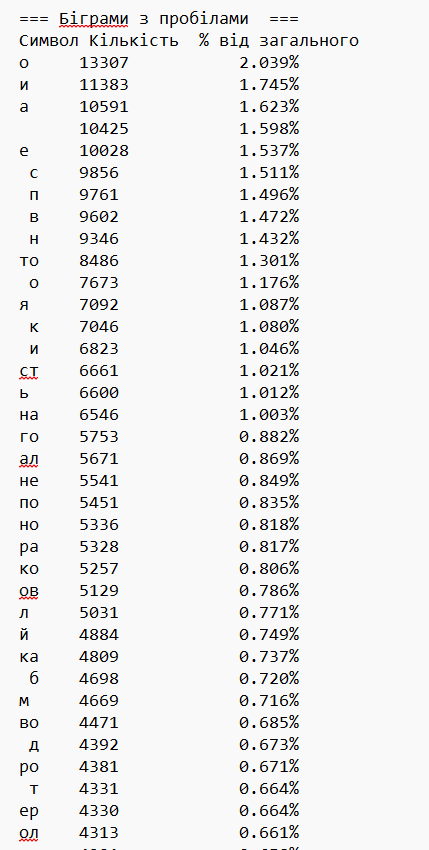 === Біграми з пробілами  ===
Символ Кількість  % від загального
о     13307           2.039%
и     11383           1.745%
а     10591           1.623%
      10425           1.598%
е     10028           1.537%
 с    9856            1.511%
 п    9761            1.496%
 в    9602            1.472%
 н    9346            1.432%
то    8486            1.301%
 о    7673            1.176%
я     7092            1.087%
 к    7046            1.080%
 и    6823            1.046%
ст    6661            1.021%
ь     6600            1.012%
на    6546            1.003%
го    5753            0.882%
ал    5671            0.869%
не    5541            0.849%
по    5451            0.835%
но    5336            0.818%
ра    5328            0.817%
ко    5257            0.806%
ов    5129            0.786%
л     5031            0.771%
й     4884            0.749%
ка    4809            0.737%
 б    4698            0.720%
м     4669            0.716%
во    4471            0.685%
 д    4392            0.673%
ро    4381            0.671%
 т    4331            0.664%
ер    4330            0.664%
ол    4313            0.661%